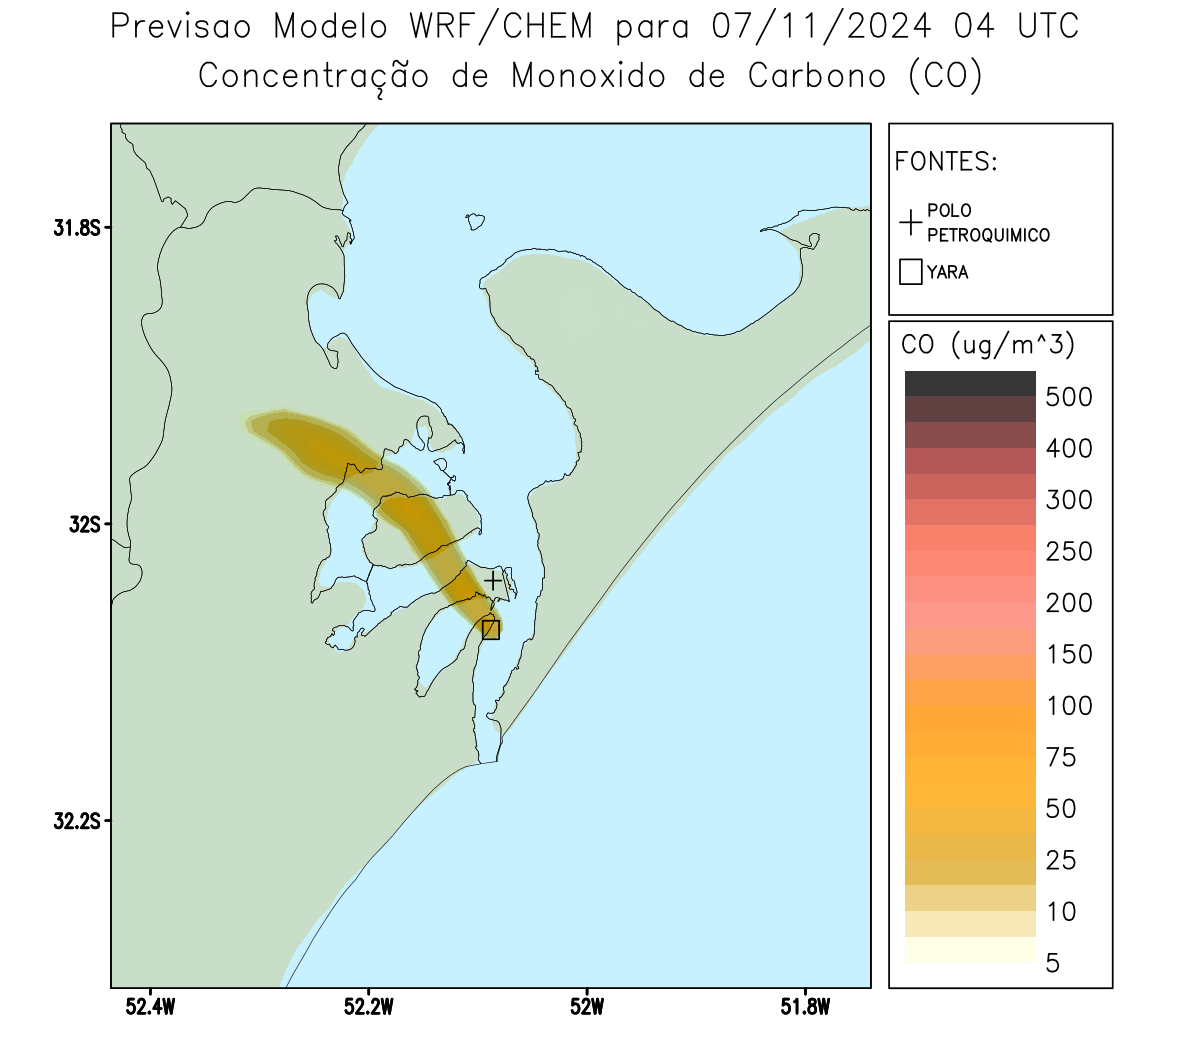 Previsao Modelo WRF/CHEM para 07/11/2024 04 UTC
Concentração de Monoxido de Carbono (CO)
FONTES:
POLO
PETROQUIMICO
YARA
CO (ug/m^3)
500
400
300
250
200
150
100
75
50
25
10
5
31.8S
32S
32.2S
52.4W
52.2W
52W
51.8W